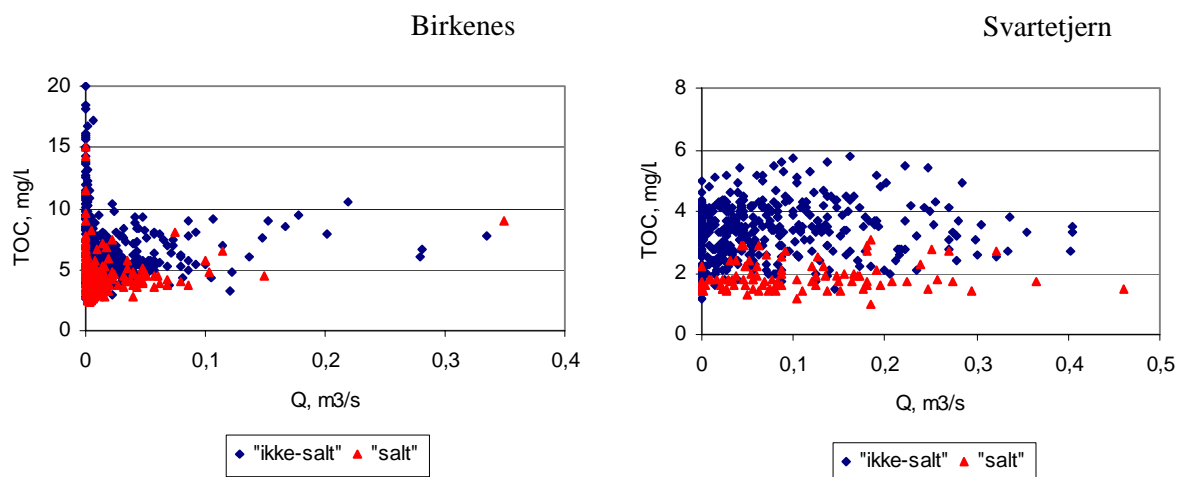 Birkenes
Svartetjern
TOC, mg/l
20
15
10
5
0
0 0,1 0,2 0,3 0,4
Q, m3/s
"ikke-salt" "salt"
TOC, mg/l
8
6
4
2
0
0 0,1 0,2 0,3 0,4 0,5
Q, m3/s
"ikke-salt" "salt"